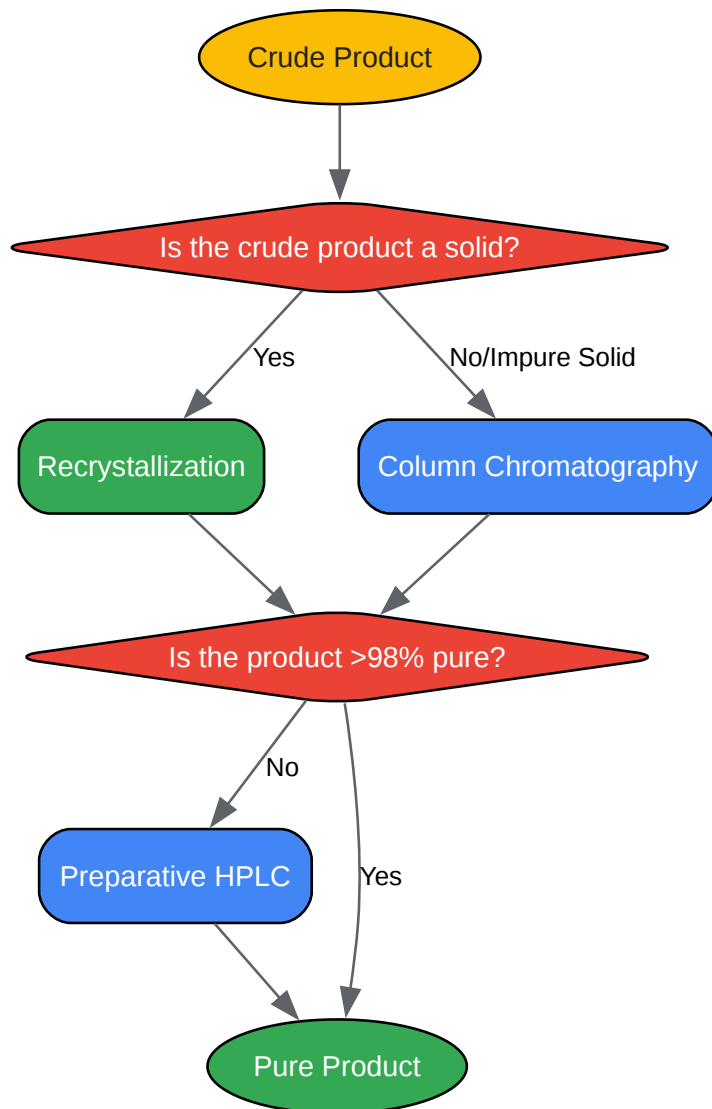 Crude Product
Is the crude product a solid?
Yes
No/Impure Solid
Recrystallization
Column Chromatography
Is the product >98% pure?
No
Preparative HPLC
Yes
Pure Product